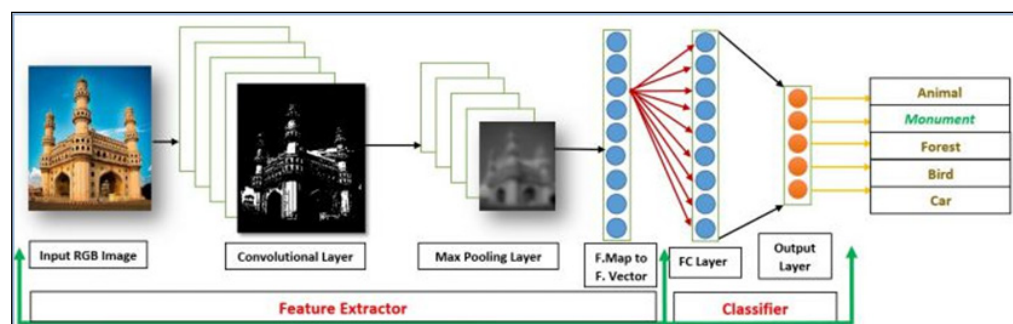 Animal
Monument
Forest
Bird
Car
Input RGB Image
Convolutional Layer
Max Pooling Layer
F.Map to
F. Vector
FC Layer
Output
Layer
Feature Extractor
Classifier